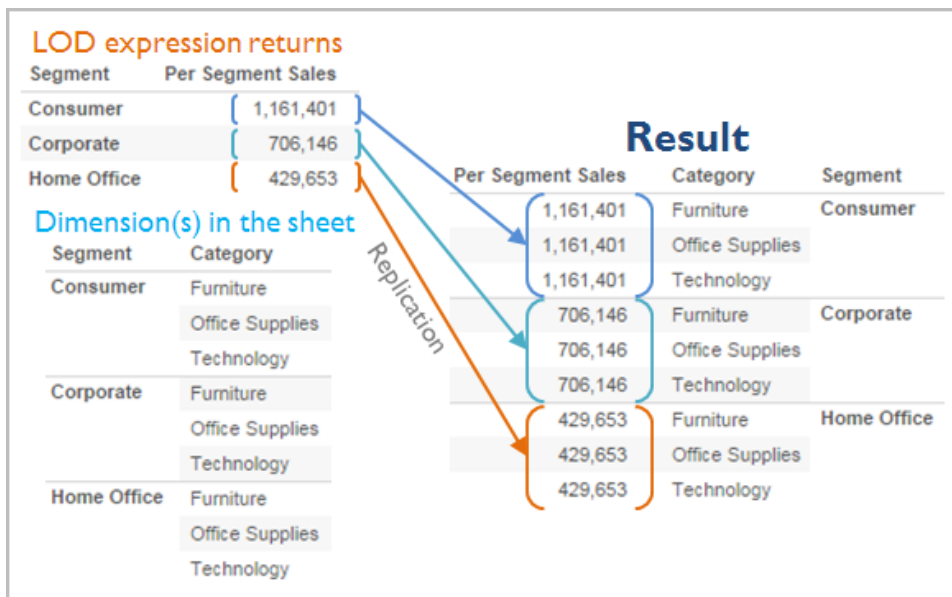 LOD expression returns
Segment Per Segment Sales
Consumer 1,161,401
Corporate 706,146
Home Office 429,653
Dimension(s) in the sheet
Segment Category
Consumer Furniture
Office Supplies
Technology
Corporate Furniture
Office Supplies
Technology
Home Office Furniture
Office Supplies
Technology
Replication
Result
Per Segment Sales Category Segment
1,161,401 Furniture Consumer
1,161,401 Office Supplies
1,161,401 Technology
706,146 Furniture Corporate
706,146 Office Supplies
706,146 Technology
429,653 Furniture Home Office
429,653 Office Supplies
429,653 Technology